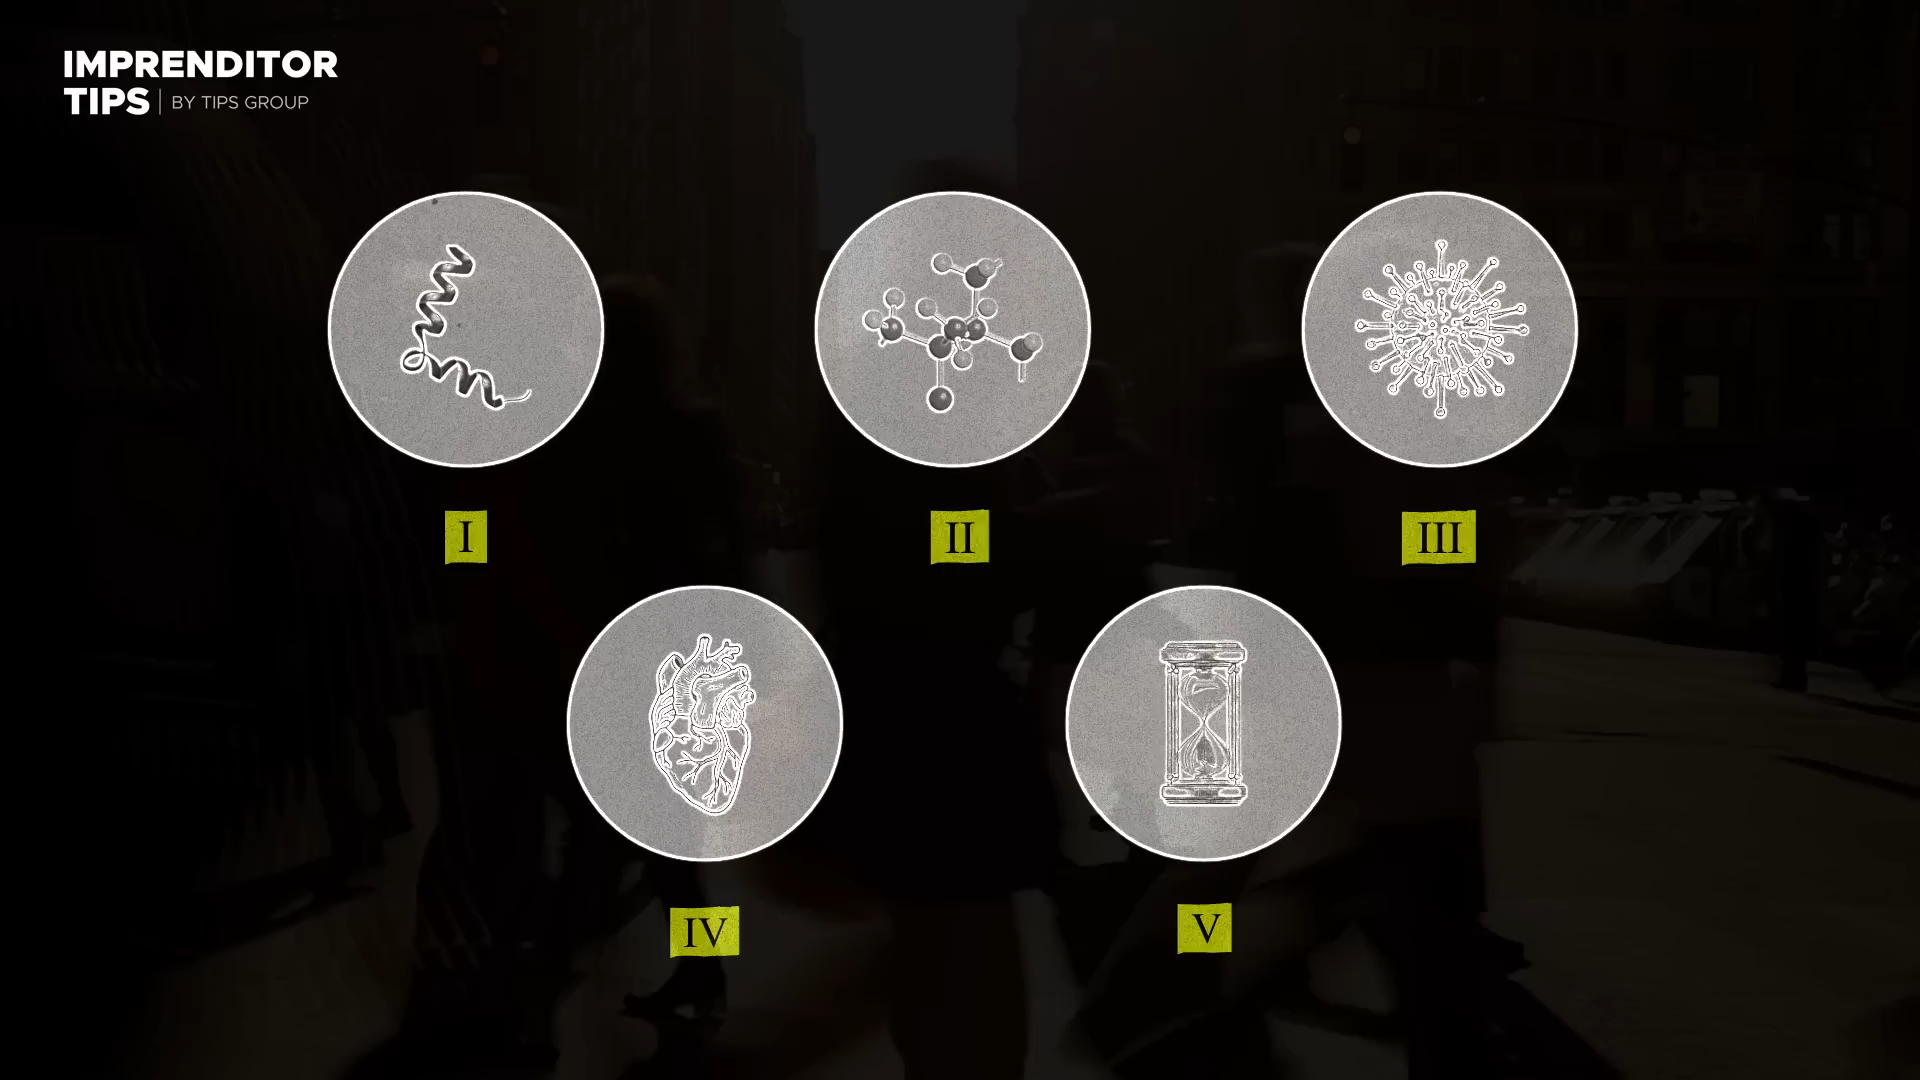 IMPRENDITOR
TIPS | BY TIPS GROUP
I
II
III
IV
V